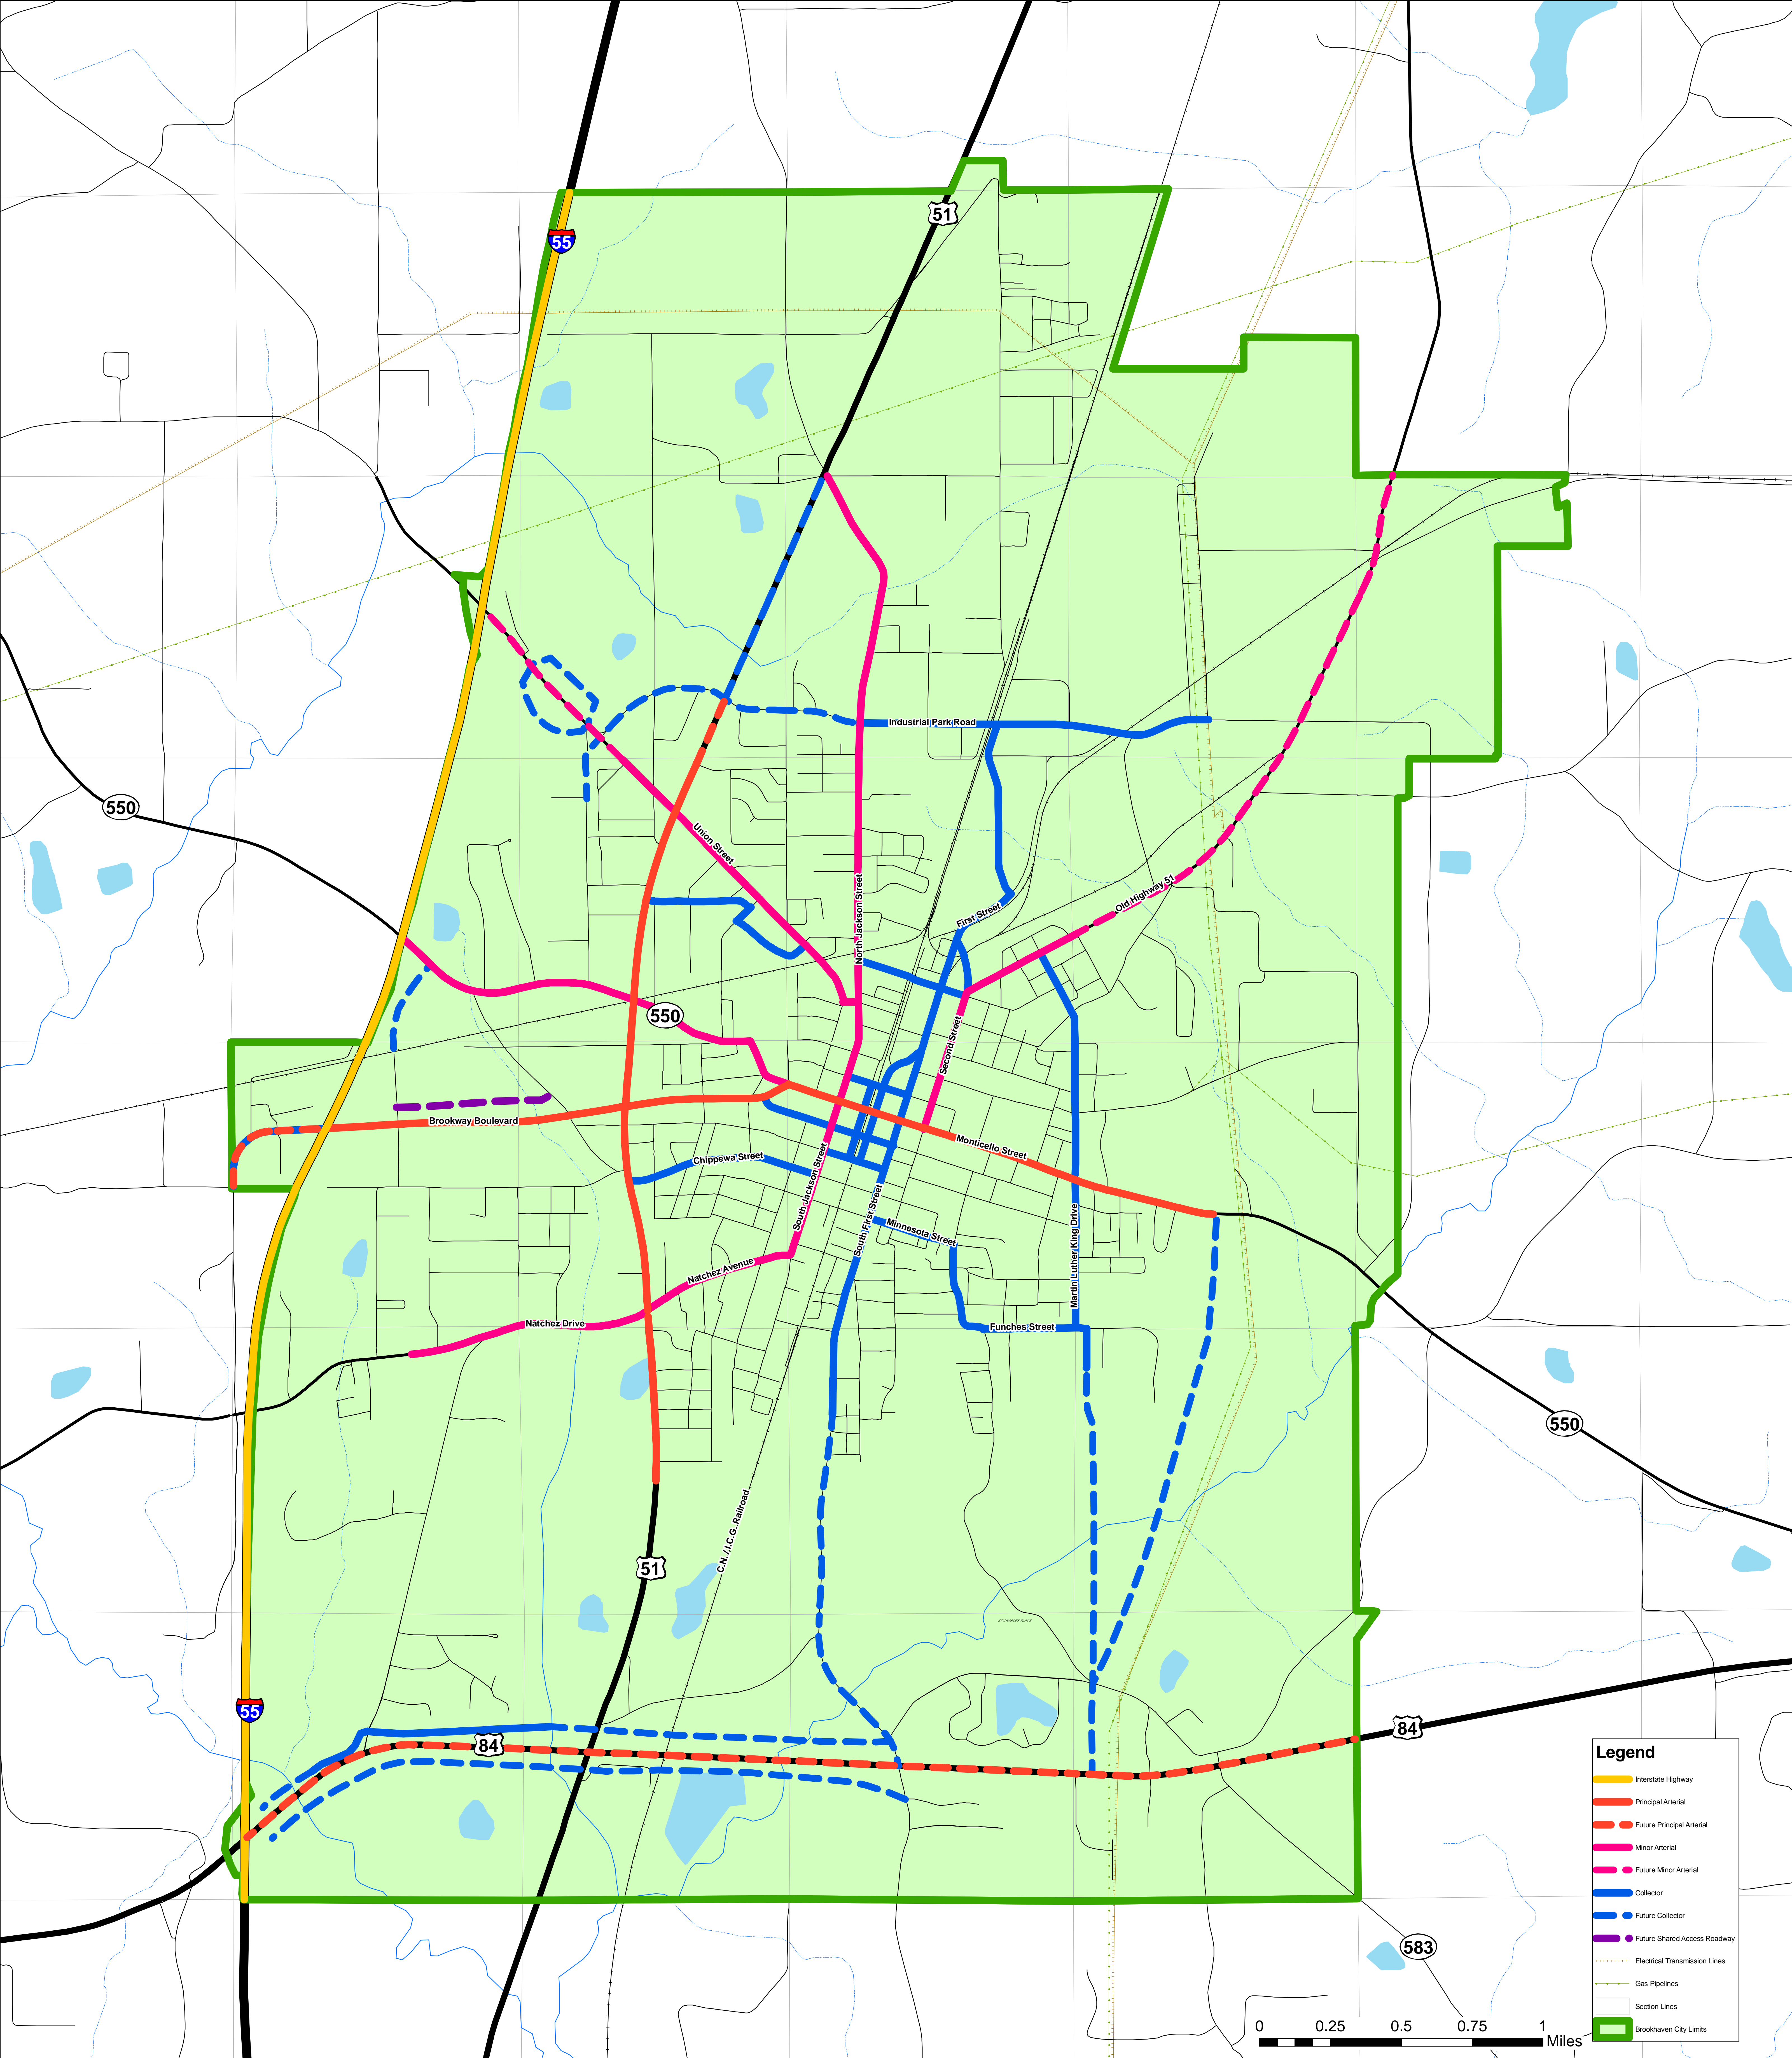 51
55
Industrial Park Road
550
Union Street
North Jackson Street
First Street
Old Highway 51
550
Second Street
Brookway Boulevard
Monticello Street
Chippewa Street
South Jackson Street
South First Street
Minnesota Street
Martin Luther King Drive
Natchez Avenue
Natchez Drive
Funches Street
550
C.N./I.C.G. Railroad
51
55
84
84
583
Legend
Interstate Highway
Principal Arterial
Future Principal Arterial
Minor Arterial
Future Minor Arterial
Collector
Future Collector
Future Shared Access Roadway
Electrical Transmission Lines
Gas Pipelines
Section Lines
Brookhaven City Limits
0 0.25 0.5 0.75 1
Miles